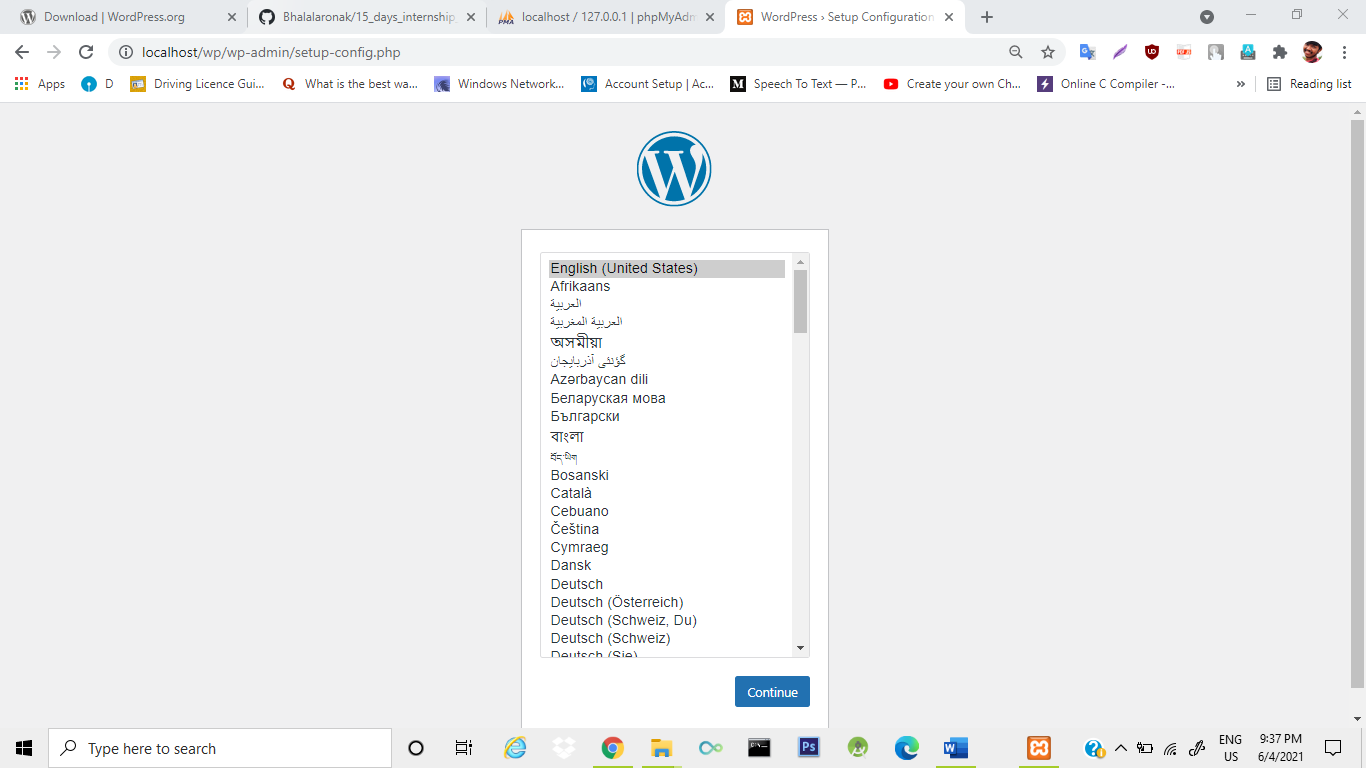 Download | WordPress.org
Bhalalaronak/15_days_internship
localhost / 127.0.0.1 | phpMyAdm
WordPress › Setup Configuration
localhost/wp/wp-admin/setup-config.php
Apps
D
Driving Licence Gui...
What is the best wa...
Windows Network...
Account Setup | Ac...
Speech To Text — P...
Create your own Ch...
Online C Compiler -...
»
Reading list
English (United States)
Afrikaans
العربية
العربية المغربية
অসমীয়া
گؤنئی آذربایجان
Azərbaycan dili
Беларуская мова
Български
বাংলা
བོད་ཡིག
Bosanski
Català
Cebuano
Čeština
Cymraeg
Dansk
Deutsch
Deutsch (Österreich)
Deutsch (Schweiz, Du)
Deutsch (Schweiz)
Deutsch (Sie)
Continue
Type here to search
ENG
US
9:37 PM
6/4/2021